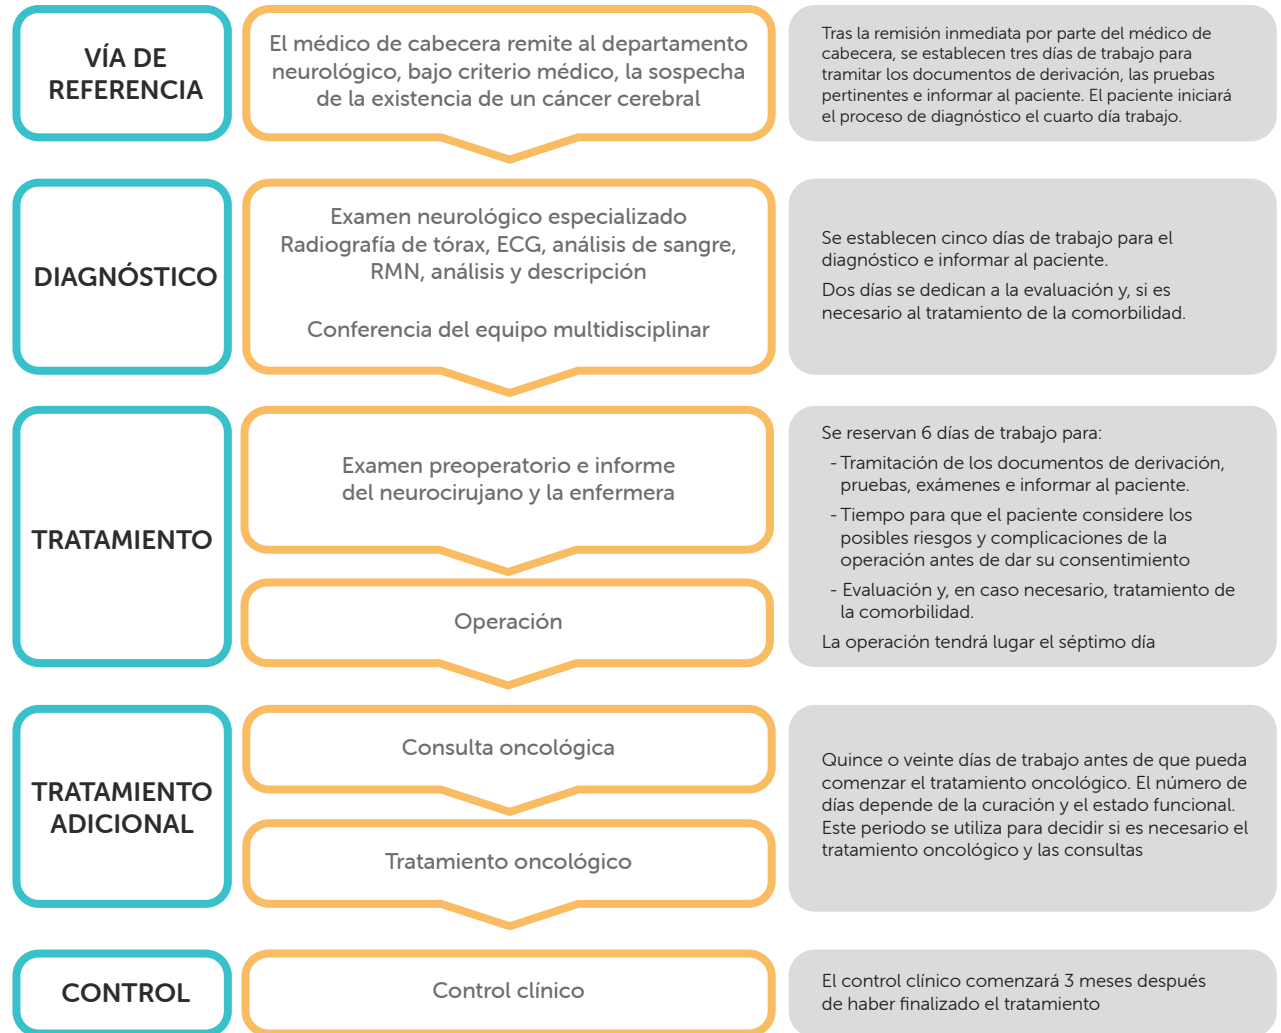 VÍA DE
REFERENCIA
El médico de cabecera remite al departamento
neurológico, bajo criterio médico, la sospecha
de la existencia de un cáncer cerebral
Tras la remisión inmediata por parte del médico de
cabecera, se establecen tres días de trabajo para
tramitar los documentos de derivación, las pruebas
pertinentes e informar al paciente. El paciente iniciará
el proceso de diagnóstico el cuarto día trabajo.
DIAGNÓSTICO
Examen neurológico especializado
Radiografía de tórax, ECG, análisis de sangre,
RMN, análisis y descripción
Conferencia del equipo multidisciplinar
Se establecen cinco días de trabajo para el
diagnóstico e informar al paciente.
Dos días se dedican a la evaluación y, si es
necesario al tratamiento de la comorbilidad.
TRATAMIENTO
Examen preoperatorio e informe
del neurocirujano y la enfermera
Operación
Se reservan 6 días de trabajo para:
- Tramitación de los documentos de derivación,
pruebas, exámenes e informar al paciente.
- Tiempo para que el paciente considere los
posibles riesgos y complicaciones de la
operación antes de dar su consentimiento
- Evaluación y, en caso necesario, tratamiento de
la comorbilidad.
La operación tendrá lugar el séptimo día
TRATAMIENTO
ADICIONAL
Consulta oncológica
Tratamiento oncológico
Quince o veinte días de trabajo antes de que pueda
comenzar el tratamiento oncológico. El número de
días depende de la curación y el estado funcional.
Este periodo se utiliza para decidir si es necesario el
tratamiento oncológico y las consultas
CONTROL
Control clínico
El control clínico comenzará 3 meses después
de haber finalizado el tratamiento